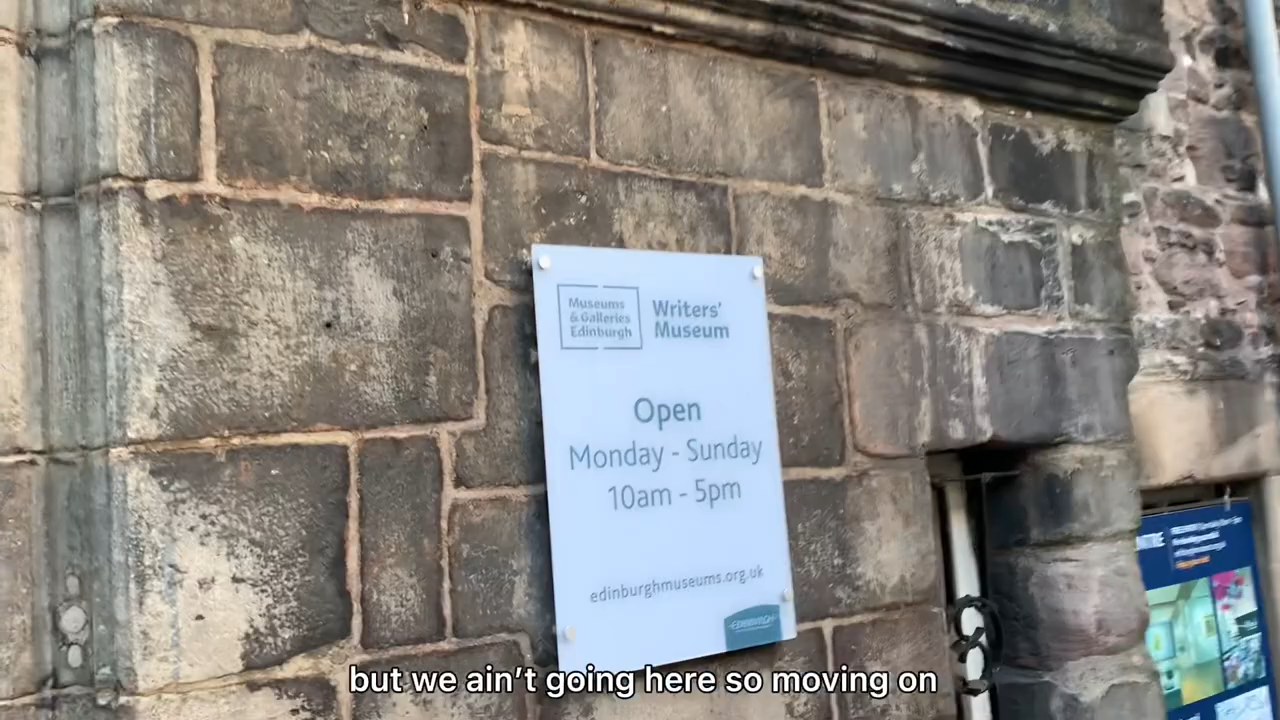 Museums
& Galleries
Edinburgh
Writers'
Museum
Open
Monday - Sunday
10am - 5pm
edinburghmuseums.org.uk
but we ain't going here so moving on